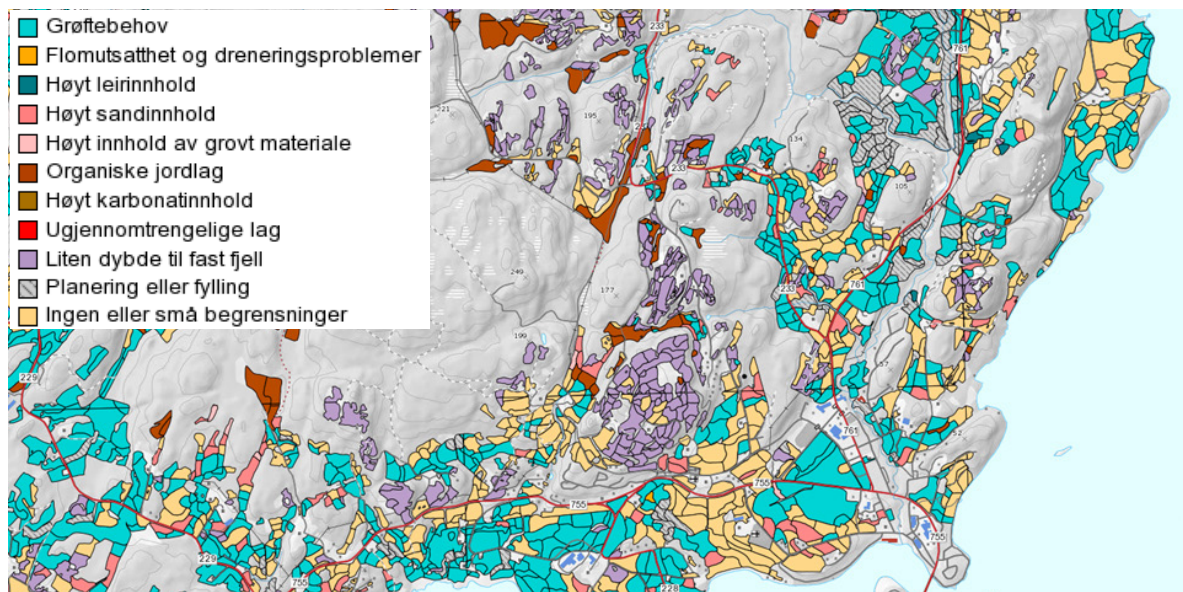 Grøftebehov
Flomutsatthet og dreneringsproblemer
Høyt leirinnhold
Høyt sandinnhold
Høyt innhold av grovt materiale
Organiske jordlag
Høyt karbonatinnhold
Ugjennomtrengelige lag
Liten dybde til fast fjell
Planering eller fylling
Ingen eller små begrensninger
233
761
195
134
233
105
249
177
233
761
199
229
761
52
755
755
229
755
755
228